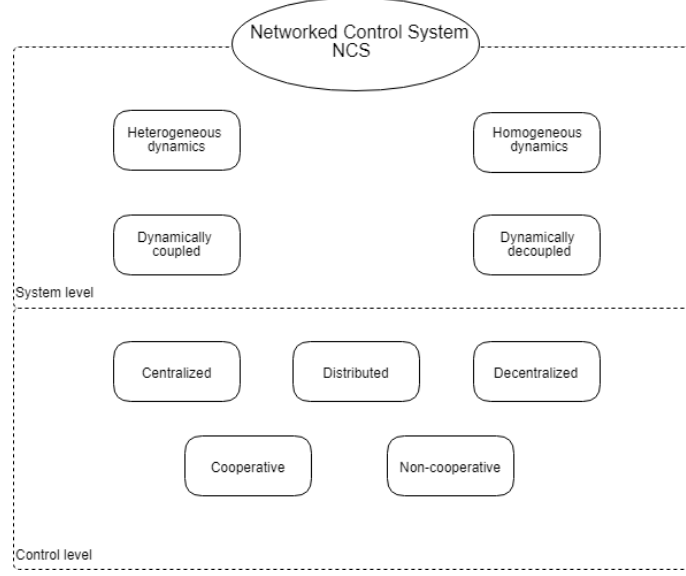 Networked Control System
NCS
Heterogeneous
dynamics
Homogeneous
dynamics
Dynamically
coupled
Dynamically
decoupled
System level
Centralized
Distributed
Decentralized
Cooperative
Non-cooperative
Control level